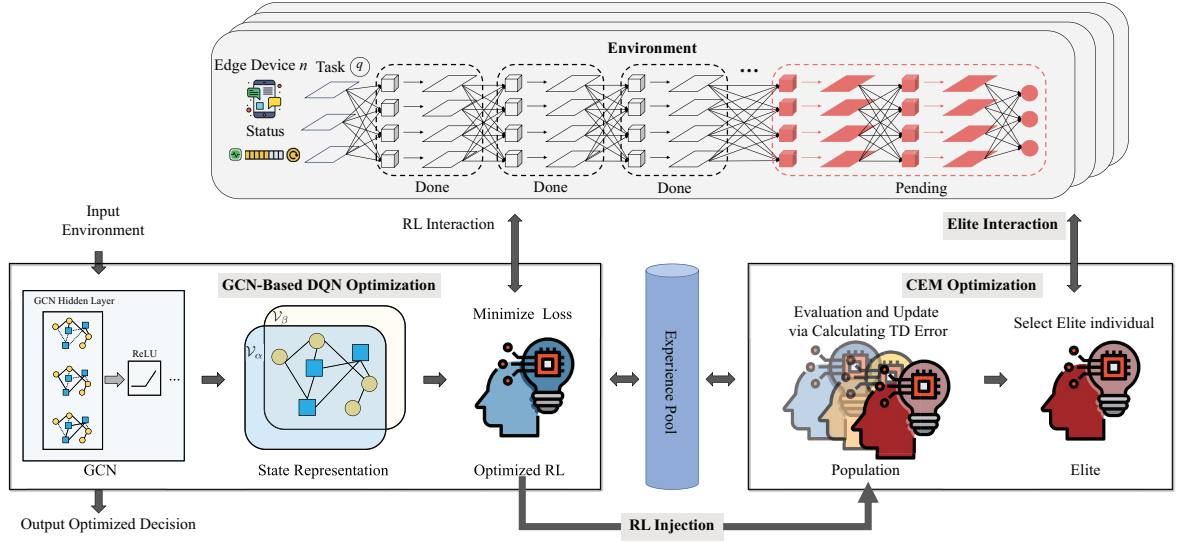 Environment
Edge Device n
Task q
...
Status
Done
Done
Done
Pending
Input
Environment
RL Interaction
Elite Interaction
GCN-Based DQN Optimization
GCN Hidden Layer
ReLU
...
GCN
𝒱β
𝒱α
State Representation
Minimize Loss
Optimized RL
Experience Pool
CEM Optimization
Evaluation and Update
via Calculating TD Error
Population
Select Elite individual
Elite
Output Optimized Decision
RL Injection